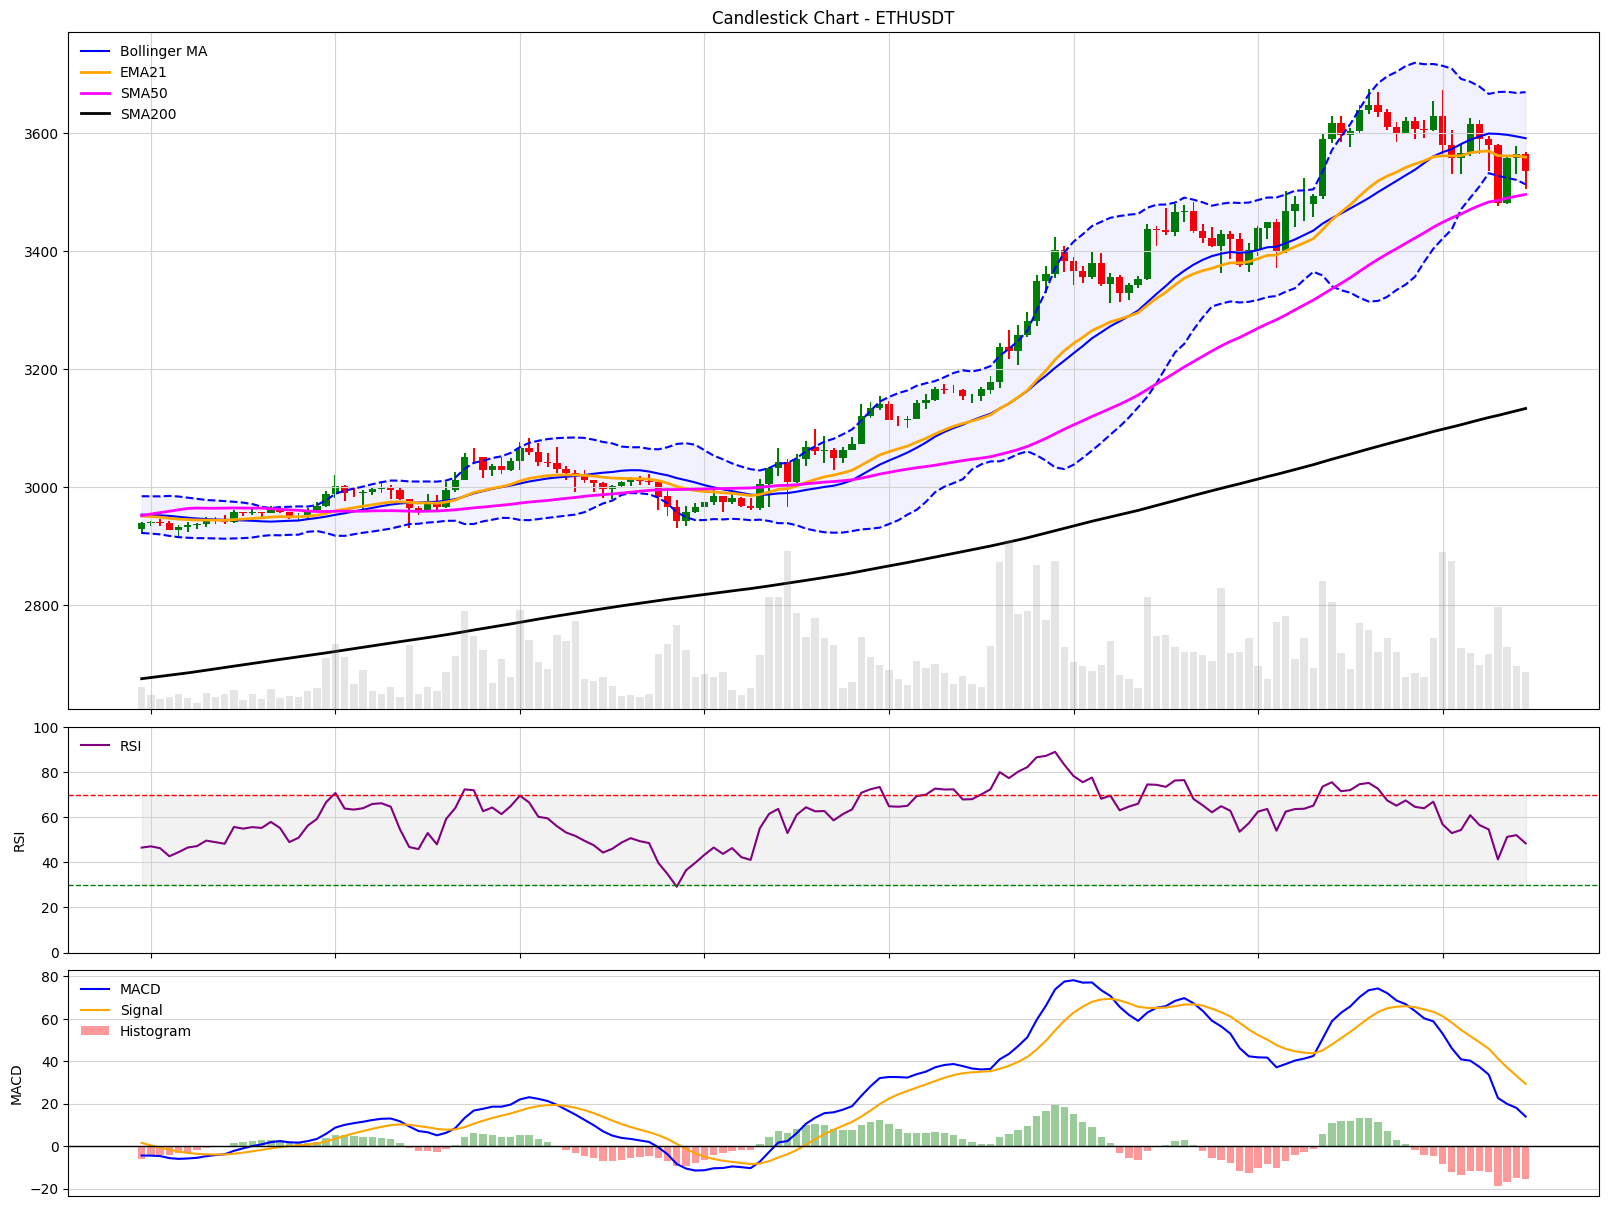 Candlestick Chart - ETHUSDT
Bollinger MA
EMA21
SMA50
SMA200
3600
3400
3200
3000
2800
100
80
60
40
20
0
RSI
RSI
80
60
40
20
0
−20
MACD
MACD
Signal
Histogram